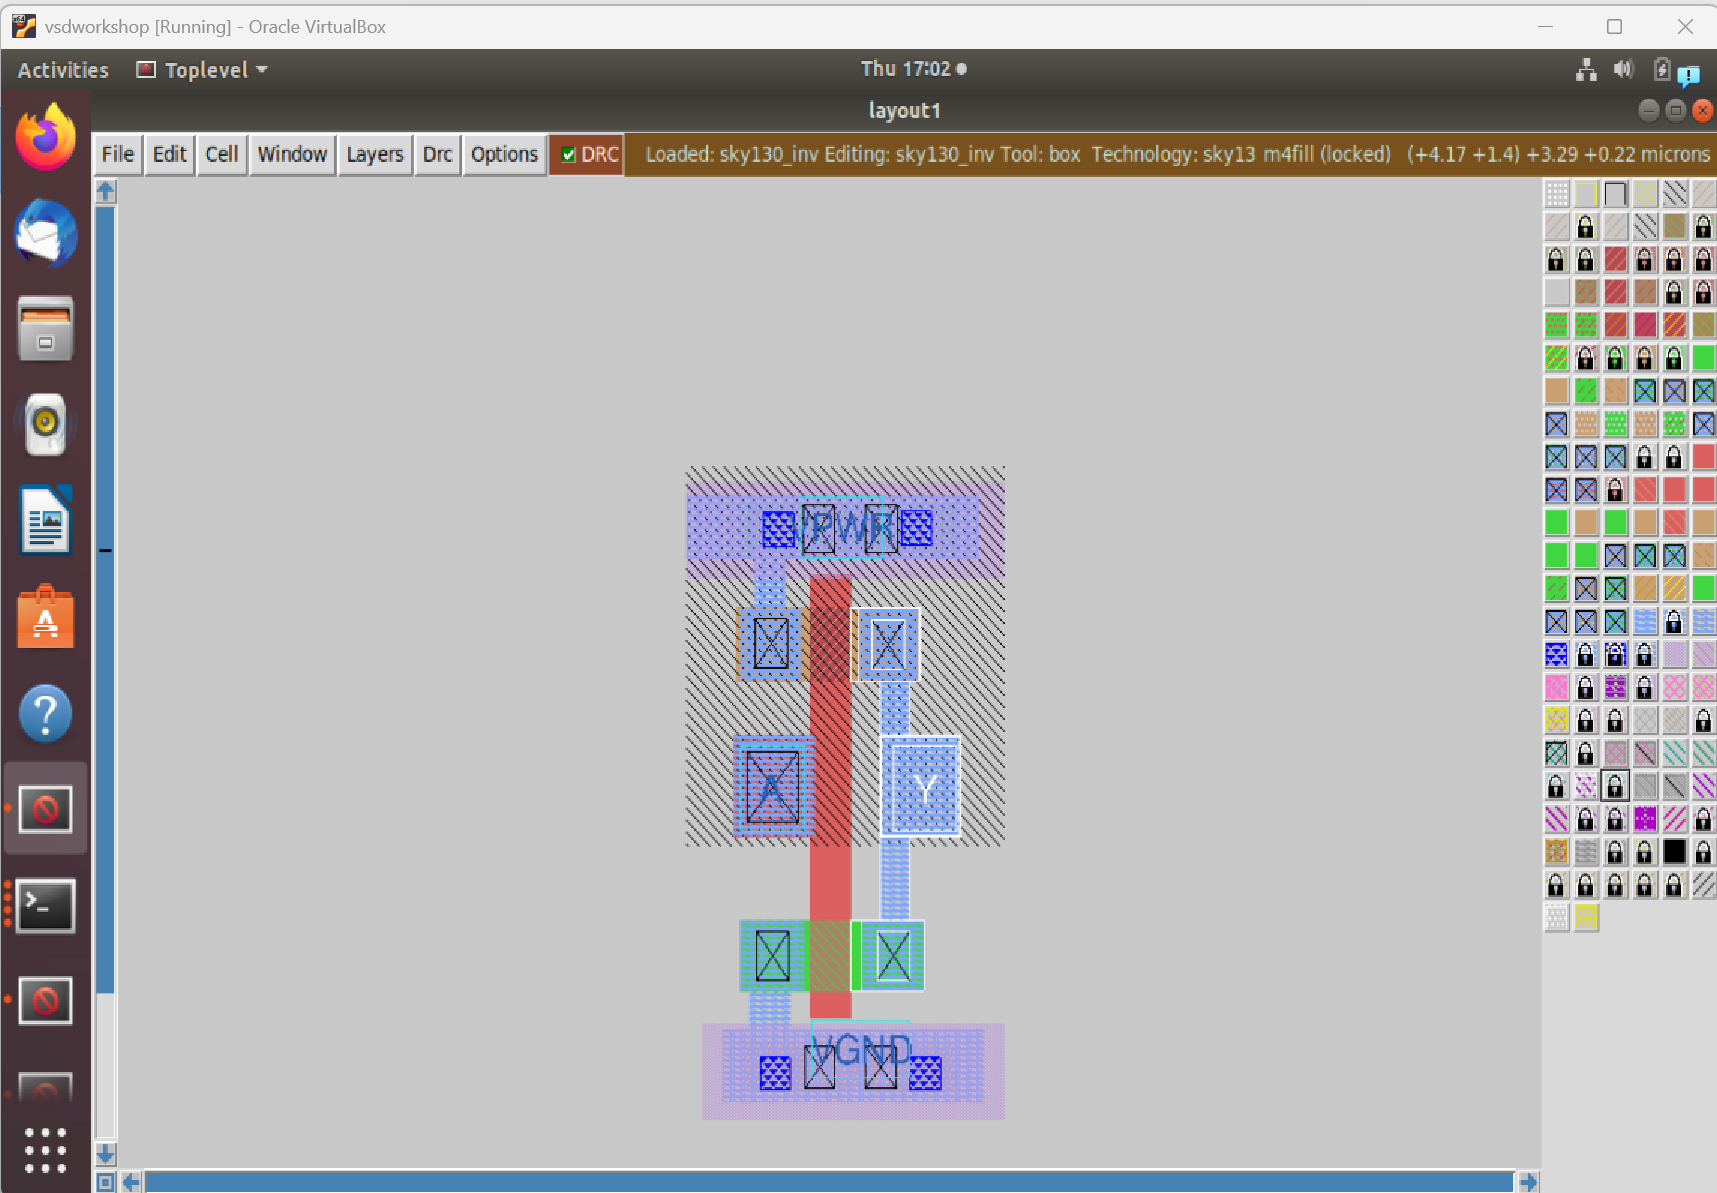 vsdworkshop [Running] - Oracle VirtualBox
Activities Toplevel Thu 17:02
layout1
File Edit Cell Window Layers Drc Options DRC Loaded: sky130_inv Editing: sky130_inv Tool: box Technology: sky13 m4fill (locked) (+4.17 +1.4) +3.29 +0.22 microns
VPWR
A Y
VGND